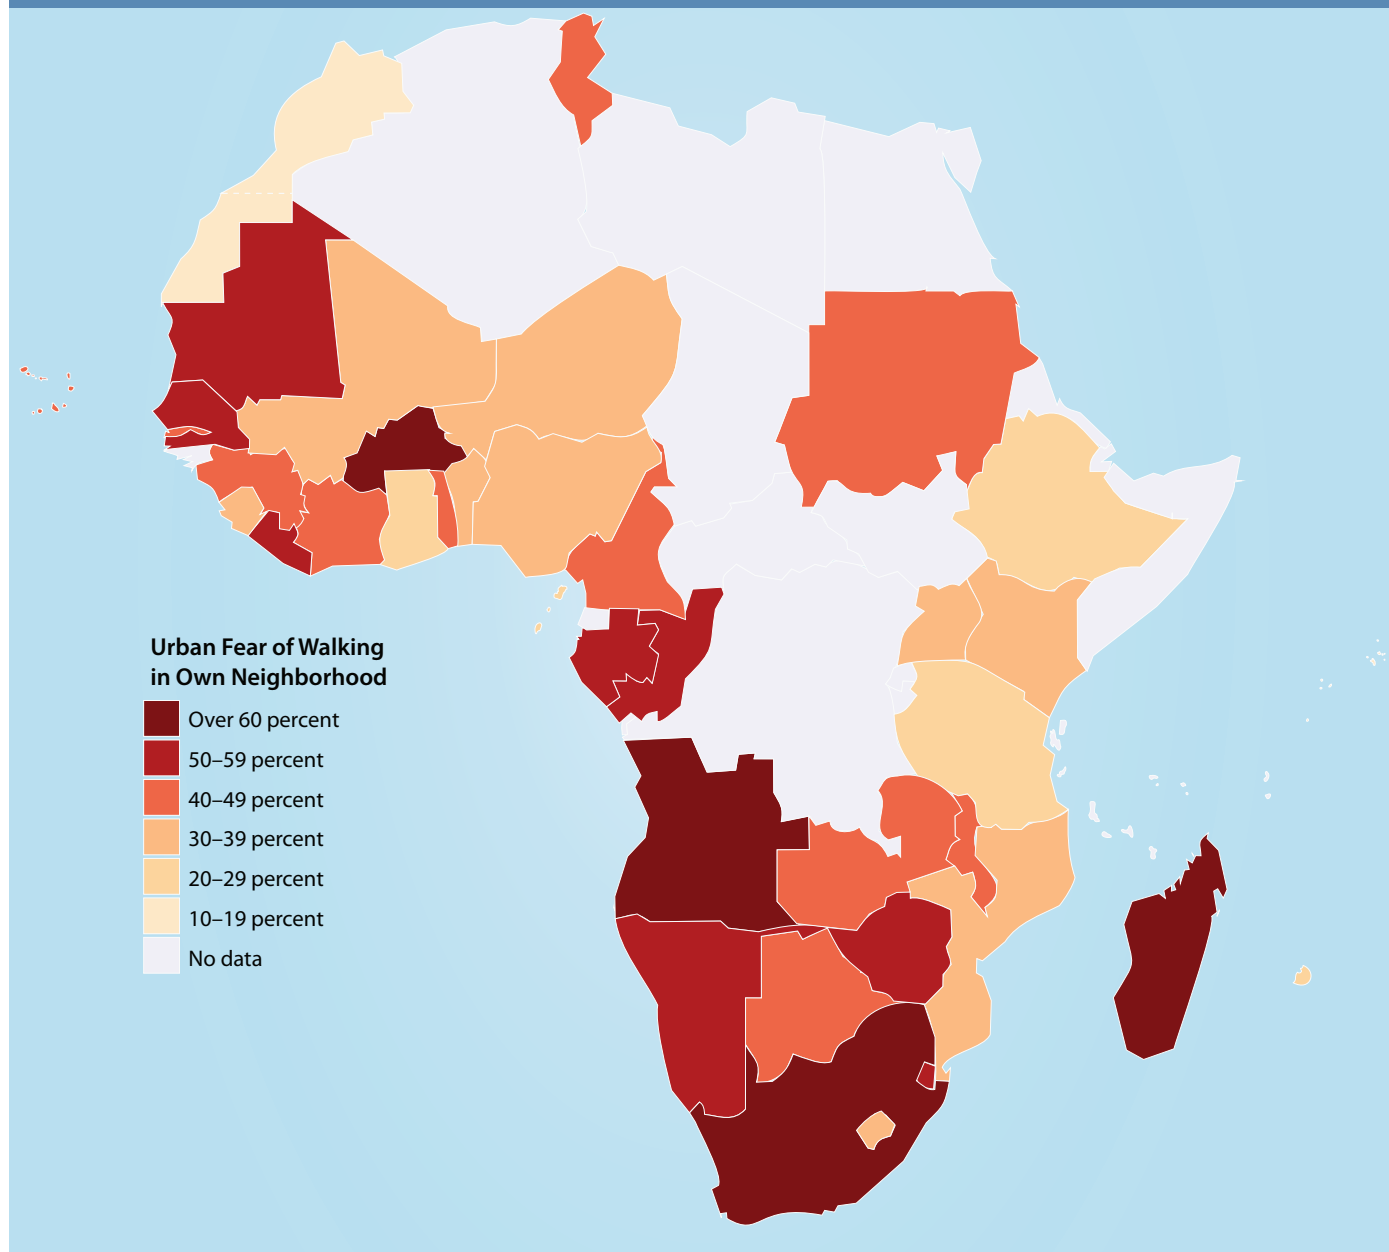 Urban Fear of Walking
in Own Neighborhood
Over 60 percent
50–59 percent
40–49 percent
30–39 percent
20–29 percent
10–19 percent
No data